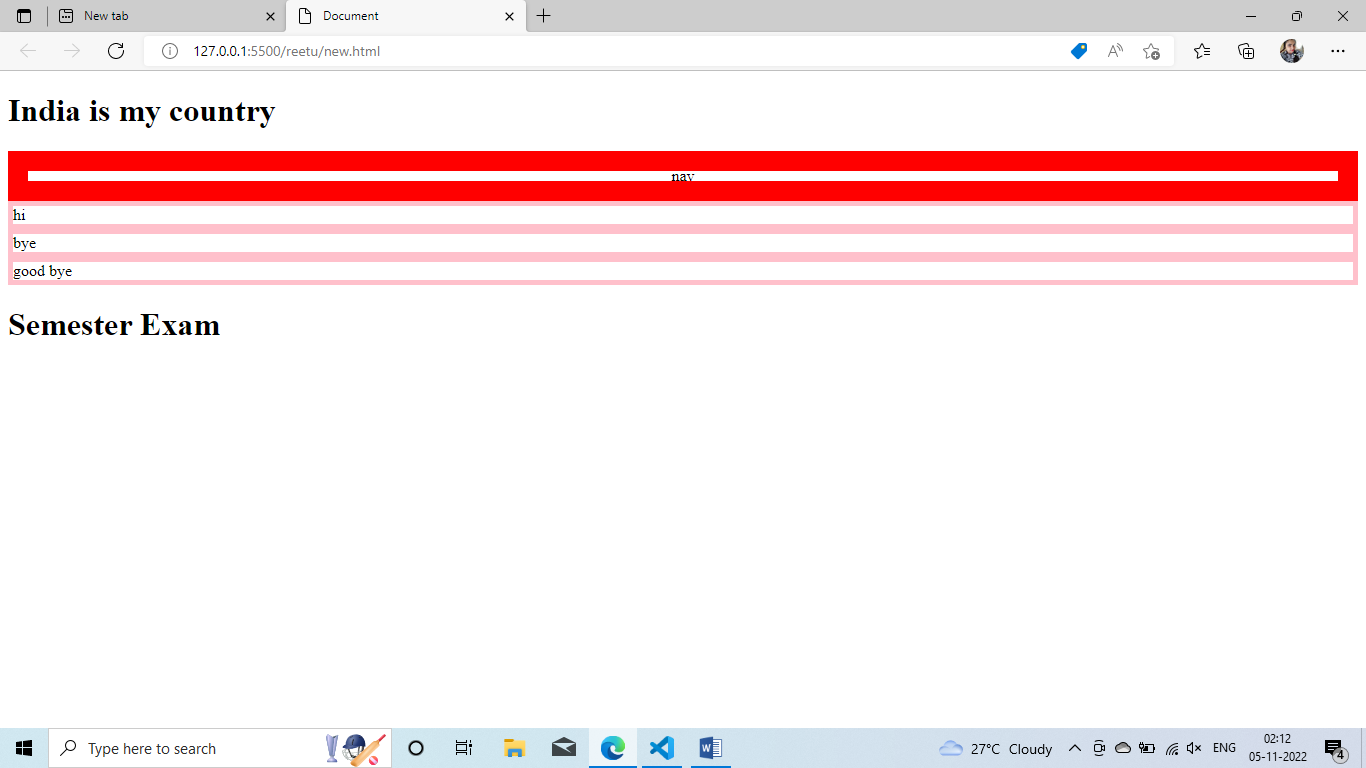 New tab
Document
127.0.0.1:5500/reetu/new.html
India is my country
nav
hi
bye
good bye
Semester Exam
Type here to search
27°C Cloudy
ENG
02:12
05-11-2022
4